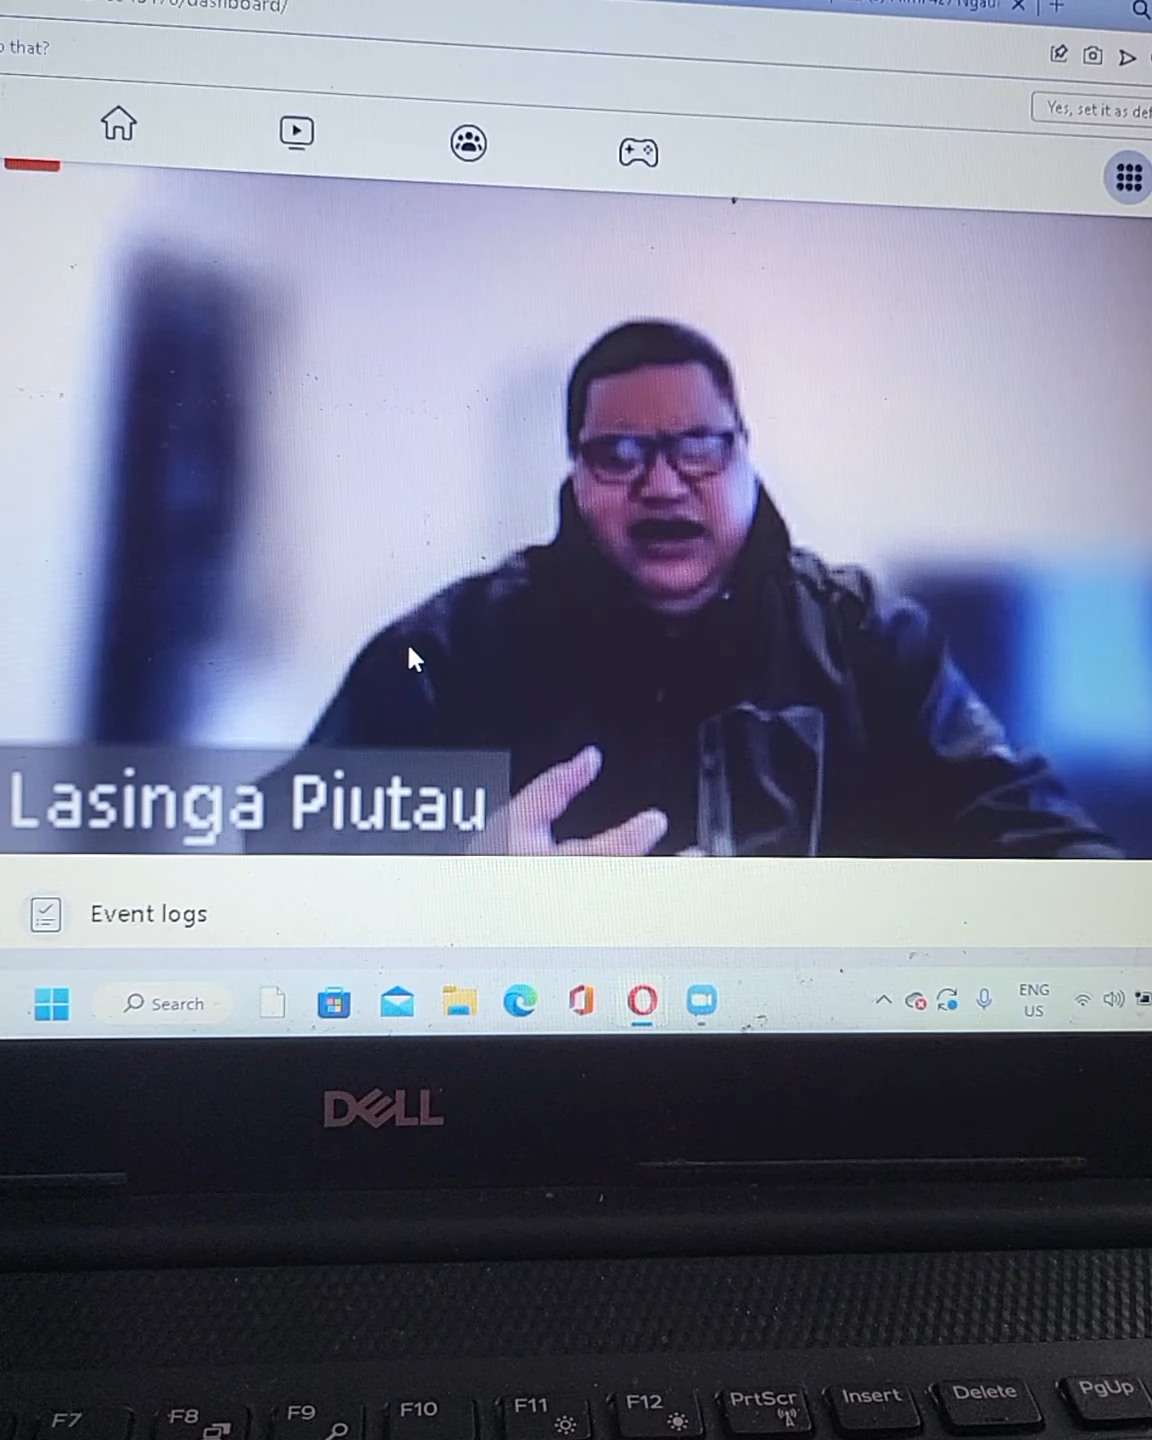 dashboard/
that?
Yes, set it as def
Lasinga Piutau
Event logs
Search
ENG
US
DELL
F7
F8
F9
F10
F11
F12
PrtScr
Insert
Delete
PgUp